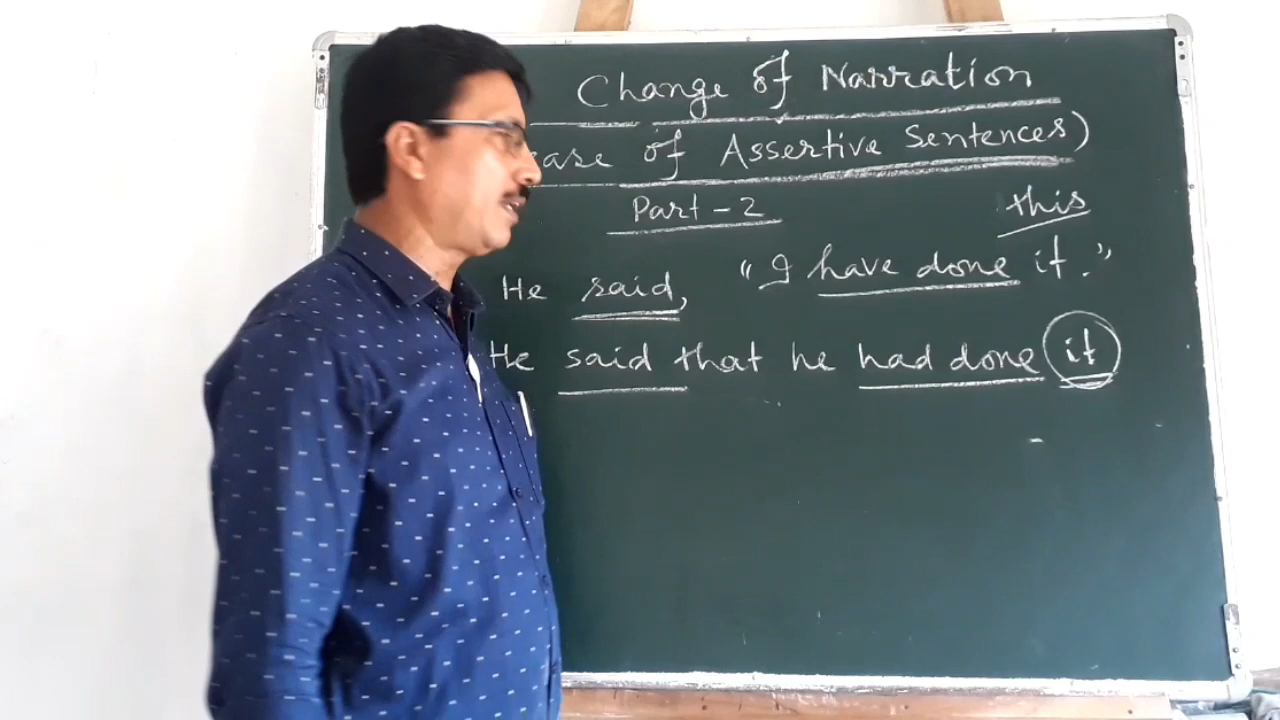 Change of Narration
of Assertive Sentences)
Part - 2
this
He said, "I have done it."
He said that he had done it